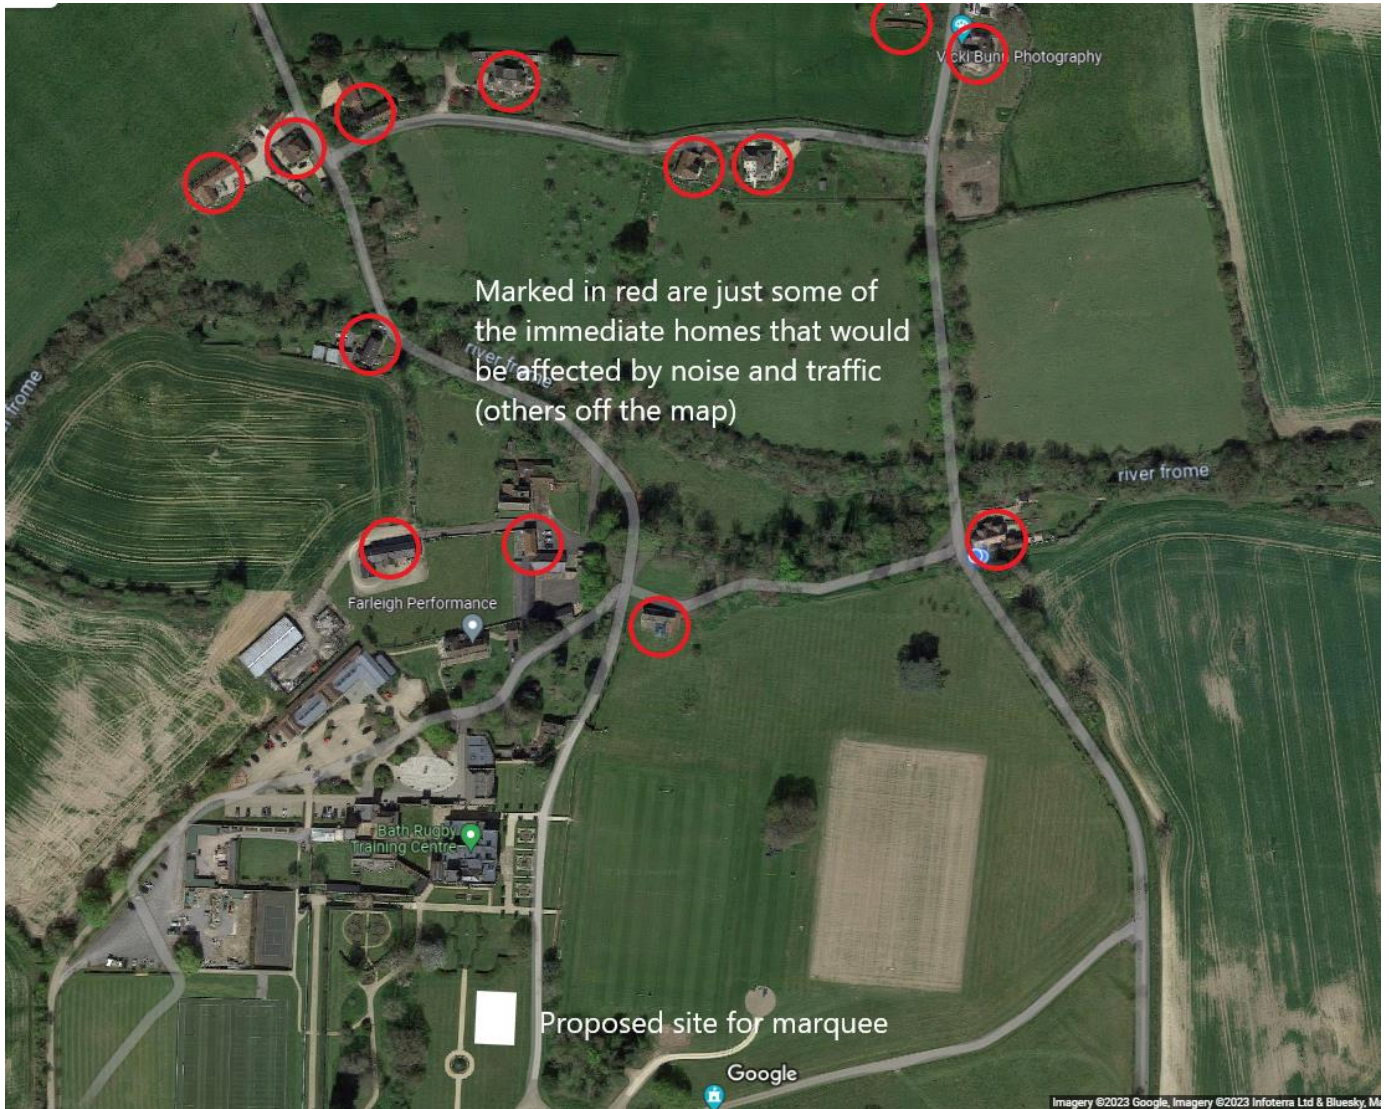 Vicki Bunn Photography
Marked in red are just some of
the immediate homes that would
be affected by noise and traffic
(others off the map)
river frome
river frome
river frome
Farleigh Performance
Bath Rugby
Training Centre
Proposed site for marquee
Google
Imagery ©2023 Google, Imagery ©2023 Infoterra Ltd & Bluesky, Ma